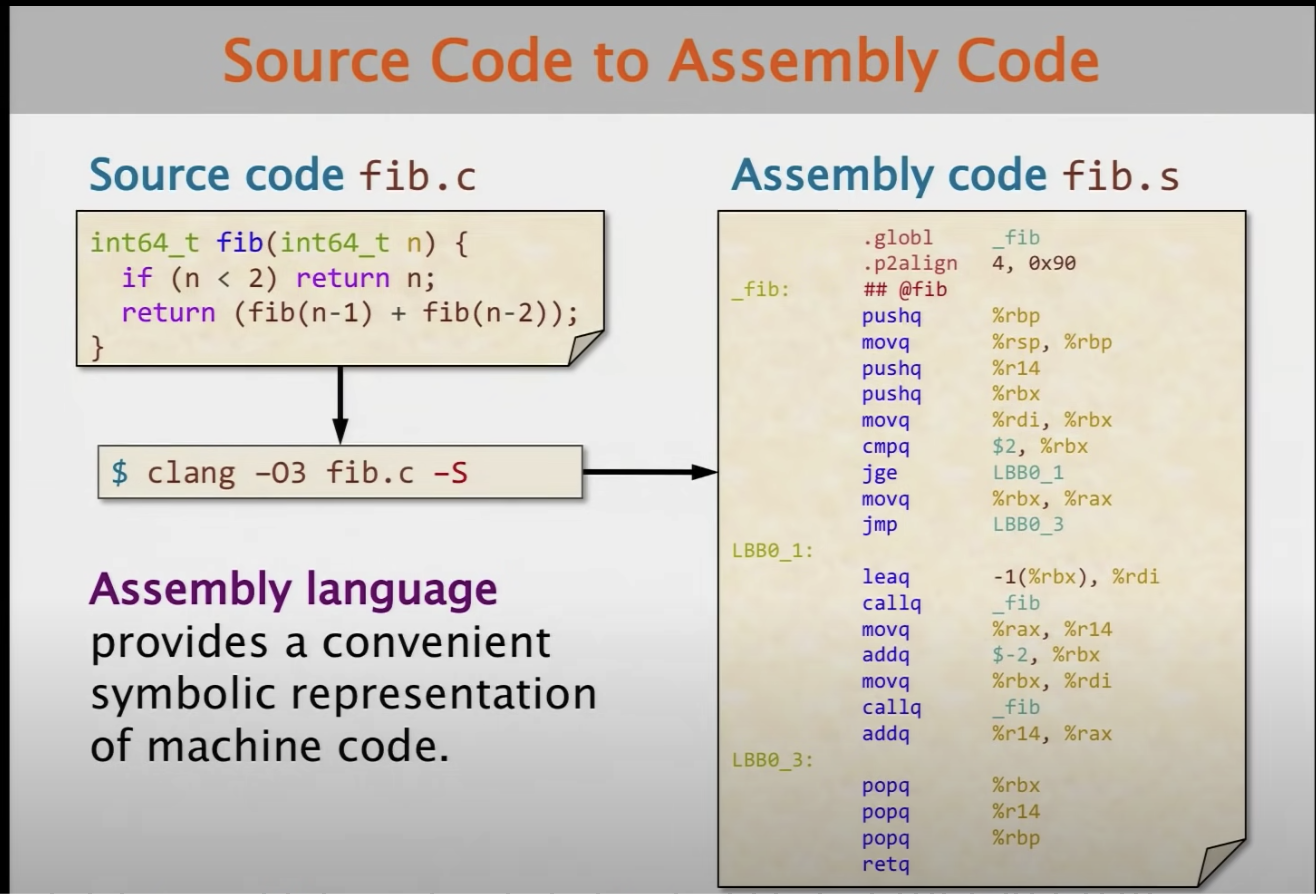 Source Code to Assembly Code
Source code fib.c
int64_t fib(int64_t n) {
  if (n < 2) return n;
  return (fib(n-1) + fib(n-2));
}
$ clang –O3 fib.c –S
Assembly language
provides a convenient
symbolic representation
of machine code.
Assembly code fib.s
.globl _fib
.p2align 4, 0x90
_fib: ## @fib
pushq %rbp
movq %rsp, %rbp
pushq %r14
pushq %rbx
movq %rdi, %rbx
cmpq $2, %rbx
jge LBB0_1
movq %rbx, %rax
jmp LBB0_3
LBB0_1:
leaq -1(%rbx), %rdi
callq _fib
movq %rax, %r14
addq $-2, %rbx
movq %rbx, %rdi
callq _fib
addq %r14, %rax
LBB0_3:
popq %rbx
popq %r14
popq %rbp
retq